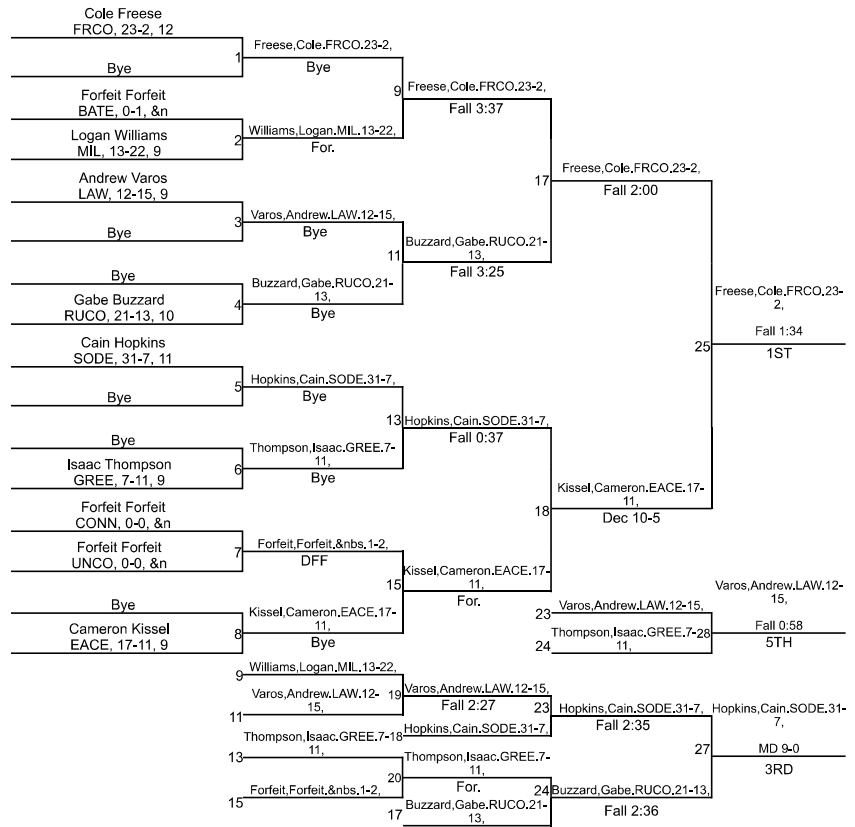 Cole Freese
FRCO, 23-2, 12
1
Freese,Cole.FRCO.23-2,
Bye
Bye
9
Freese,Cole.FRCO.23-2,
Fall 3:37
Forfeit Forfeit
BATE, 0-1, &n
Logan Williams
MIL, 13-22, 9
2
Williams,Logan.MIL.13-22,
For.
17
Freese,Cole.FRCO.23-2,
Fall 2:00
Andrew Varos
LAW, 12-15, 9
3
Varos,Andrew.LAW.12-15,
Bye
Bye
11
Buzzard,Gabe.RUCO.21-
13,
Fall 3:25
Bye
Gabe Buzzard
RUCO, 21-13, 10
4
Buzzard,Gabe.RUCO.21-
13,
Bye
25
Freese,Cole.FRCO.23-
2,
Fall 1:34
1ST
Cain Hopkins
SODE, 31-7, 11
5
Hopkins,Cain.SODE.31-7,
Bye
Bye
13
Hopkins,Cain.SODE.31-7,
Fall 0:37
Bye
Isaac Thompson
GREE, 7-11, 9
6
Thompson,Isaac.GREE.7-
11,
Bye
18
Kissel,Cameron.EACE.17-
11,
Dec 10-5
Forfeit Forfeit
CONN, 0-0, &n
Forfeit Forfeit
UNCO, 0-0, &n
7
Forfeit,Forfeit.&nbs.1-2,
DFF
15
Kissel,Cameron.EACE.17-
11,
For.
Bye
Cameron Kissel
EACE, 17-11, 9
8
Kissel,Cameron.EACE.17-
11,
Bye
23
Varos,Andrew.LAW.12-15,
24
Thompson,Isaac.GREE.7-
11,
28
Varos,Andrew.LAW.12-
15,
Fall 0:58
5TH
9
Williams,Logan.MIL.13-22,
11
Varos,Andrew.LAW.12-
15,
19
Varos,Andrew.LAW.12-15,
Fall 2:27
18
Hopkins,Cain.SODE.31-7,
23
Hopkins,Cain.SODE.31-7,
Fall 2:35
13
Thompson,Isaac.GREE.7-
11,
15
Forfeit,Forfeit.&nbs.1-2,
20
Thompson,Isaac.GREE.7-
11,
For.
17
Buzzard,Gabe.RUCO.21-
13,
24
Buzzard,Gabe.RUCO.21-13,
Fall 2:36
27
Hopkins,Cain.SODE.31-
7,
MD 9-0
3RD